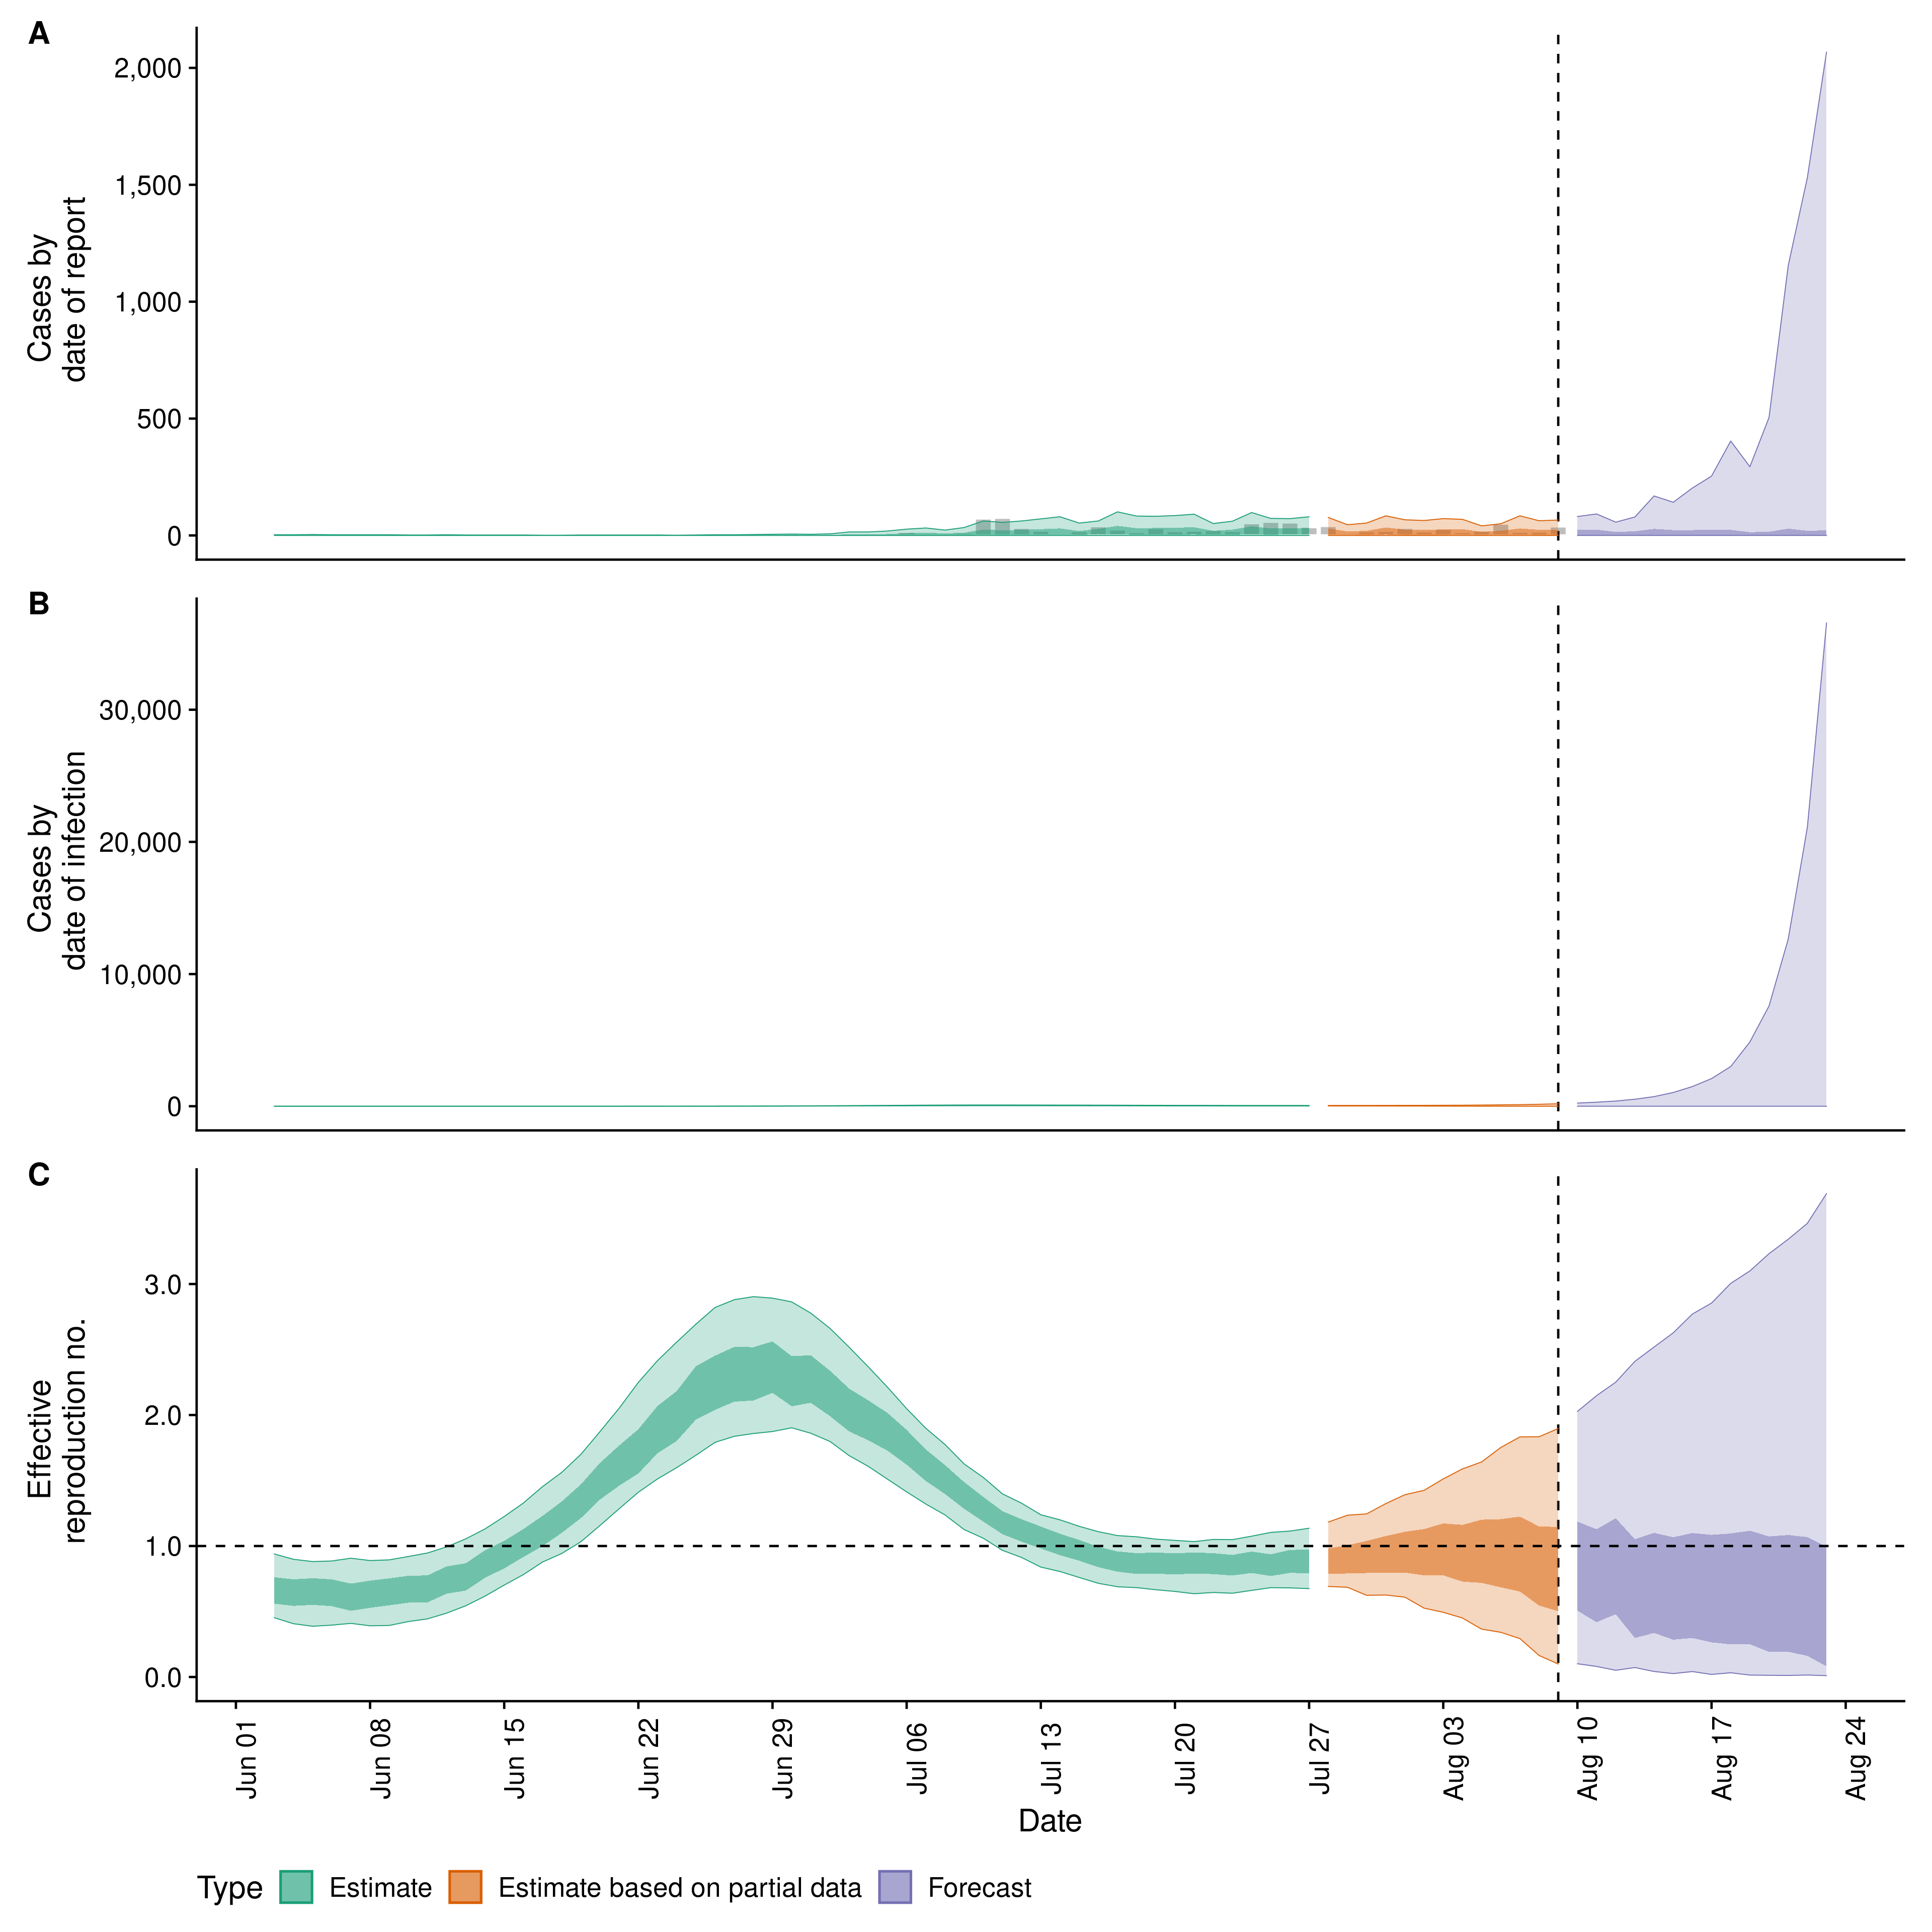 A
2,000
1,500
1,000
500
0
Cases by
date of report
B
30,000
20,000
10,000
0
Cases by
date of infection
C
3.0
2.0
1.0
0.0
Effective
reproduction no.
Jun 01
Jun 08
Jun 15
Jun 22
Jun 29
Jul 06
Jul 13
Jul 20
Jul 27
Aug 03
Aug 10
Aug 17
Aug 24
Date
Type Estimate Estimate based on partial data Forecast